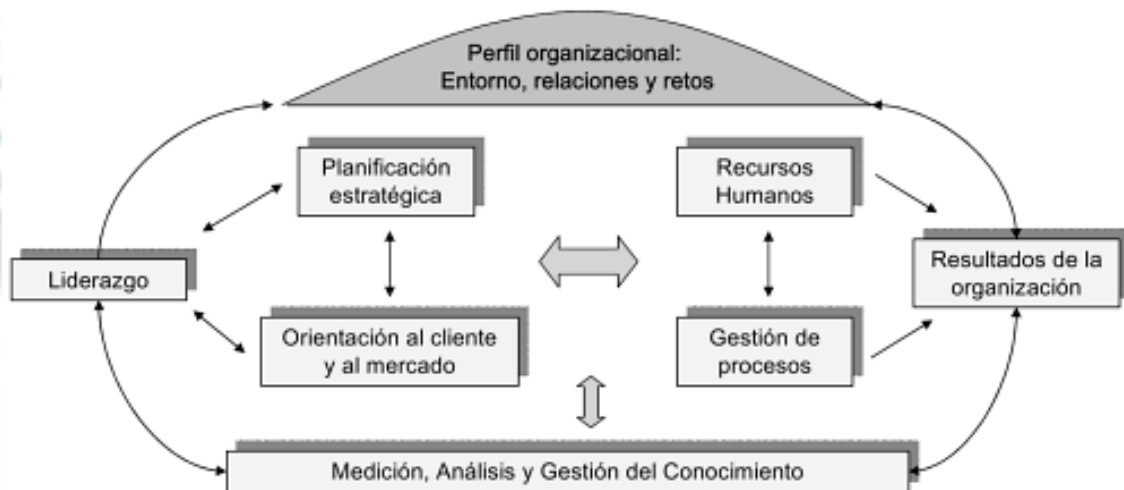 Perfil organizacional:
Entorno, relaciones y retos
Planificación
estratégica
Recursos
Humanos
Liderazgo
Resultados de la
organización
Orientación al cliente
y al mercado
Gestión de
procesos
Medición, Análisis y Gestión del Conocimiento